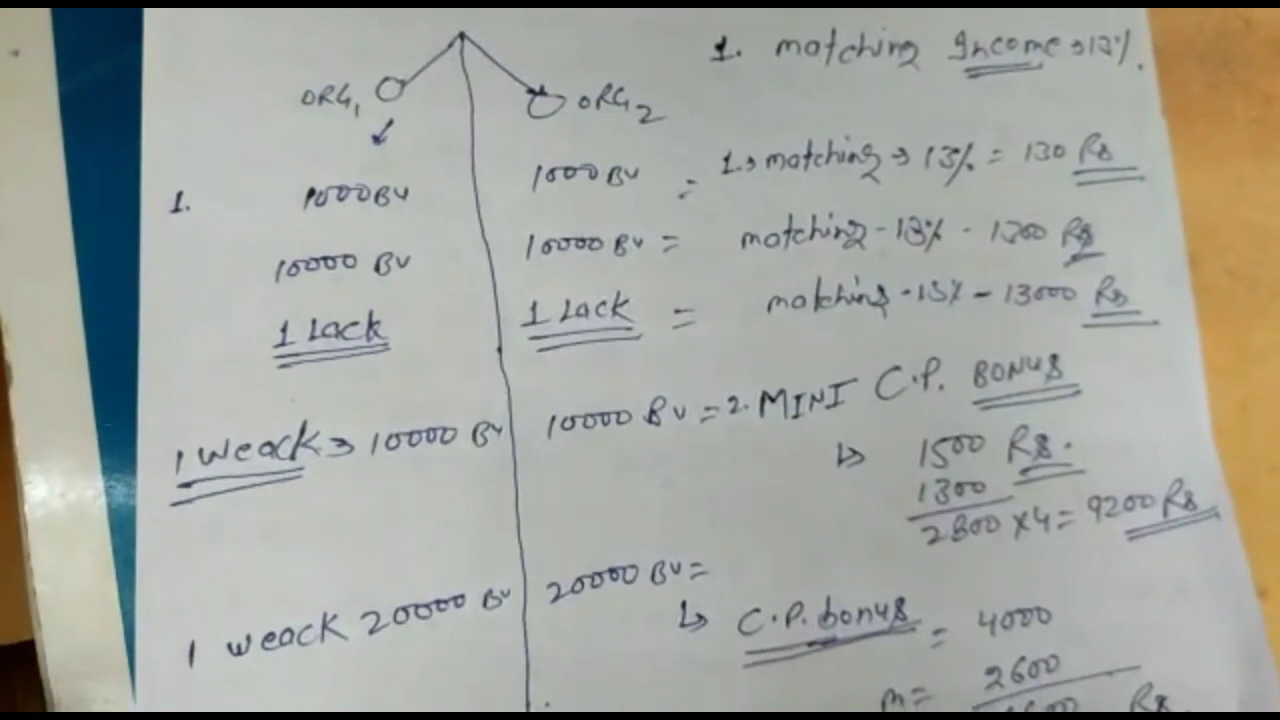 1. matching Income → 13%.
ORG1 ORG2
1. 1000 BV 1000 BV = 1. → matching → 13% = 130 Rs
10000 BV 10000 BV = matching - 13% - 1300 Rs
1 Lack 1 Lack = matching - 13% - 13000 Rs
1 weack → 10000 BV 10000 BV = 2. MINI C.P. BONUS
↳ 1500 Rs.
1300
2800 x 4 = 9200 Rs
1 weack 20000 BV 20000 BV =
↳ C.P. bonus = 4000
m = 2600
Rs